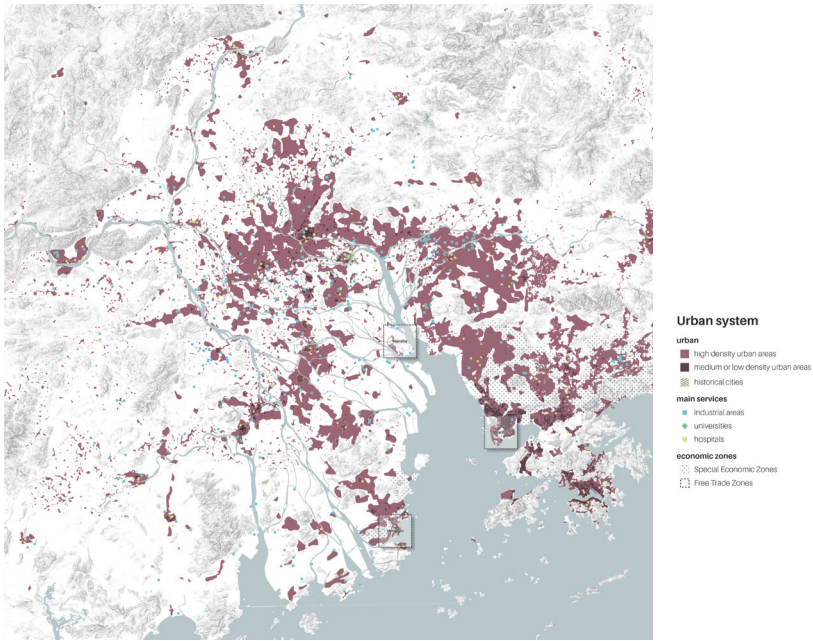 Urban system
urban
high density urban areas
medium or low density urban areas
historical cities
main services
industrial areas
universities
hospitals
economic zones
Special Economic Zones
Free Trade Zones